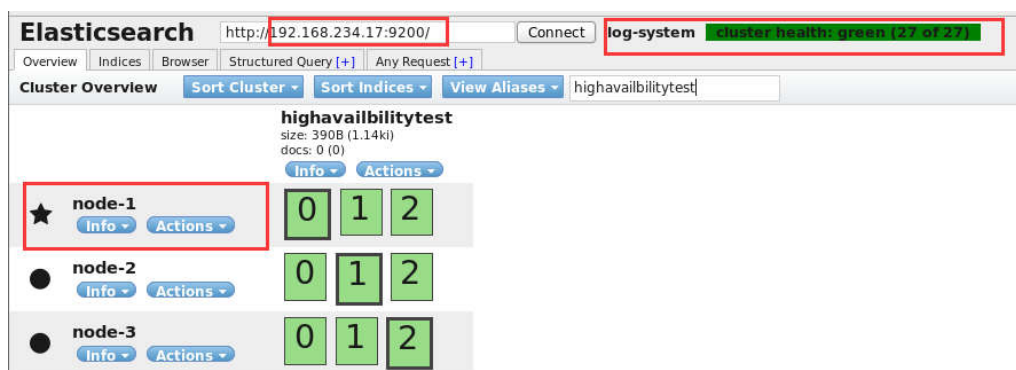 Elasticsearch http://192.168.234.17:9200/ Connect log-system cluster health: green (27 of 27)
Overview Indices Browser Structured Query [+] Any Request [+]
Cluster Overview Sort Cluster Sort Indices View Aliases highavailbilitytest
highavailbilitytest
size: 390B (1.14ki)
docs: 0 (0)
Info Actions
node-1 0 1 2
Info Actions
node-2 0 1 2
Info Actions
node-3 0 1 2
Info Actions